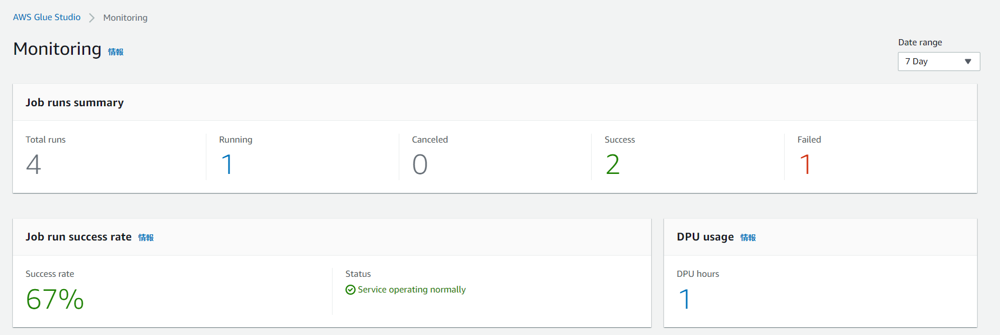 AWS Glue Studio > Monitoring
Monitoring 情報
Date range
7 Day
Job runs summary
Total runs
4
Running
1
Canceled
0
Success
2
Failed
1
Job run success rate 情報
Success rate
67%
Status
Service operating normally
DPU usage 情報
DPU hours
1